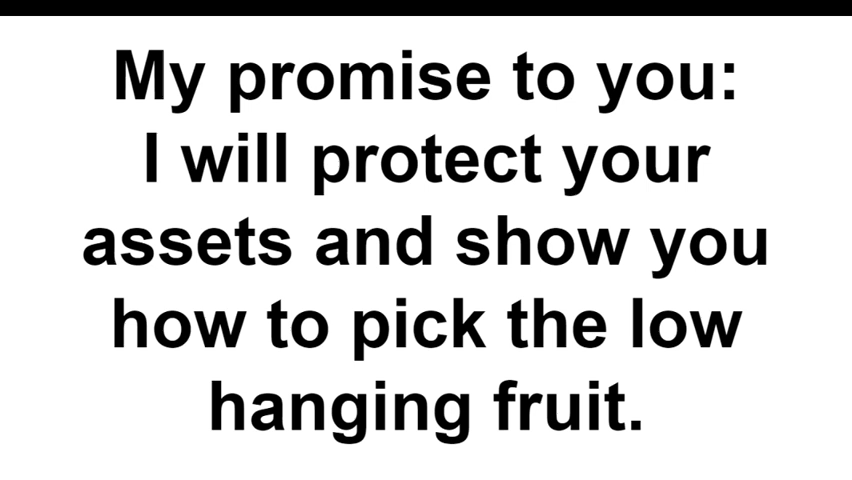 My promise to you:
I will protect your
assets and show you
how to pick the low
hanging fruit.